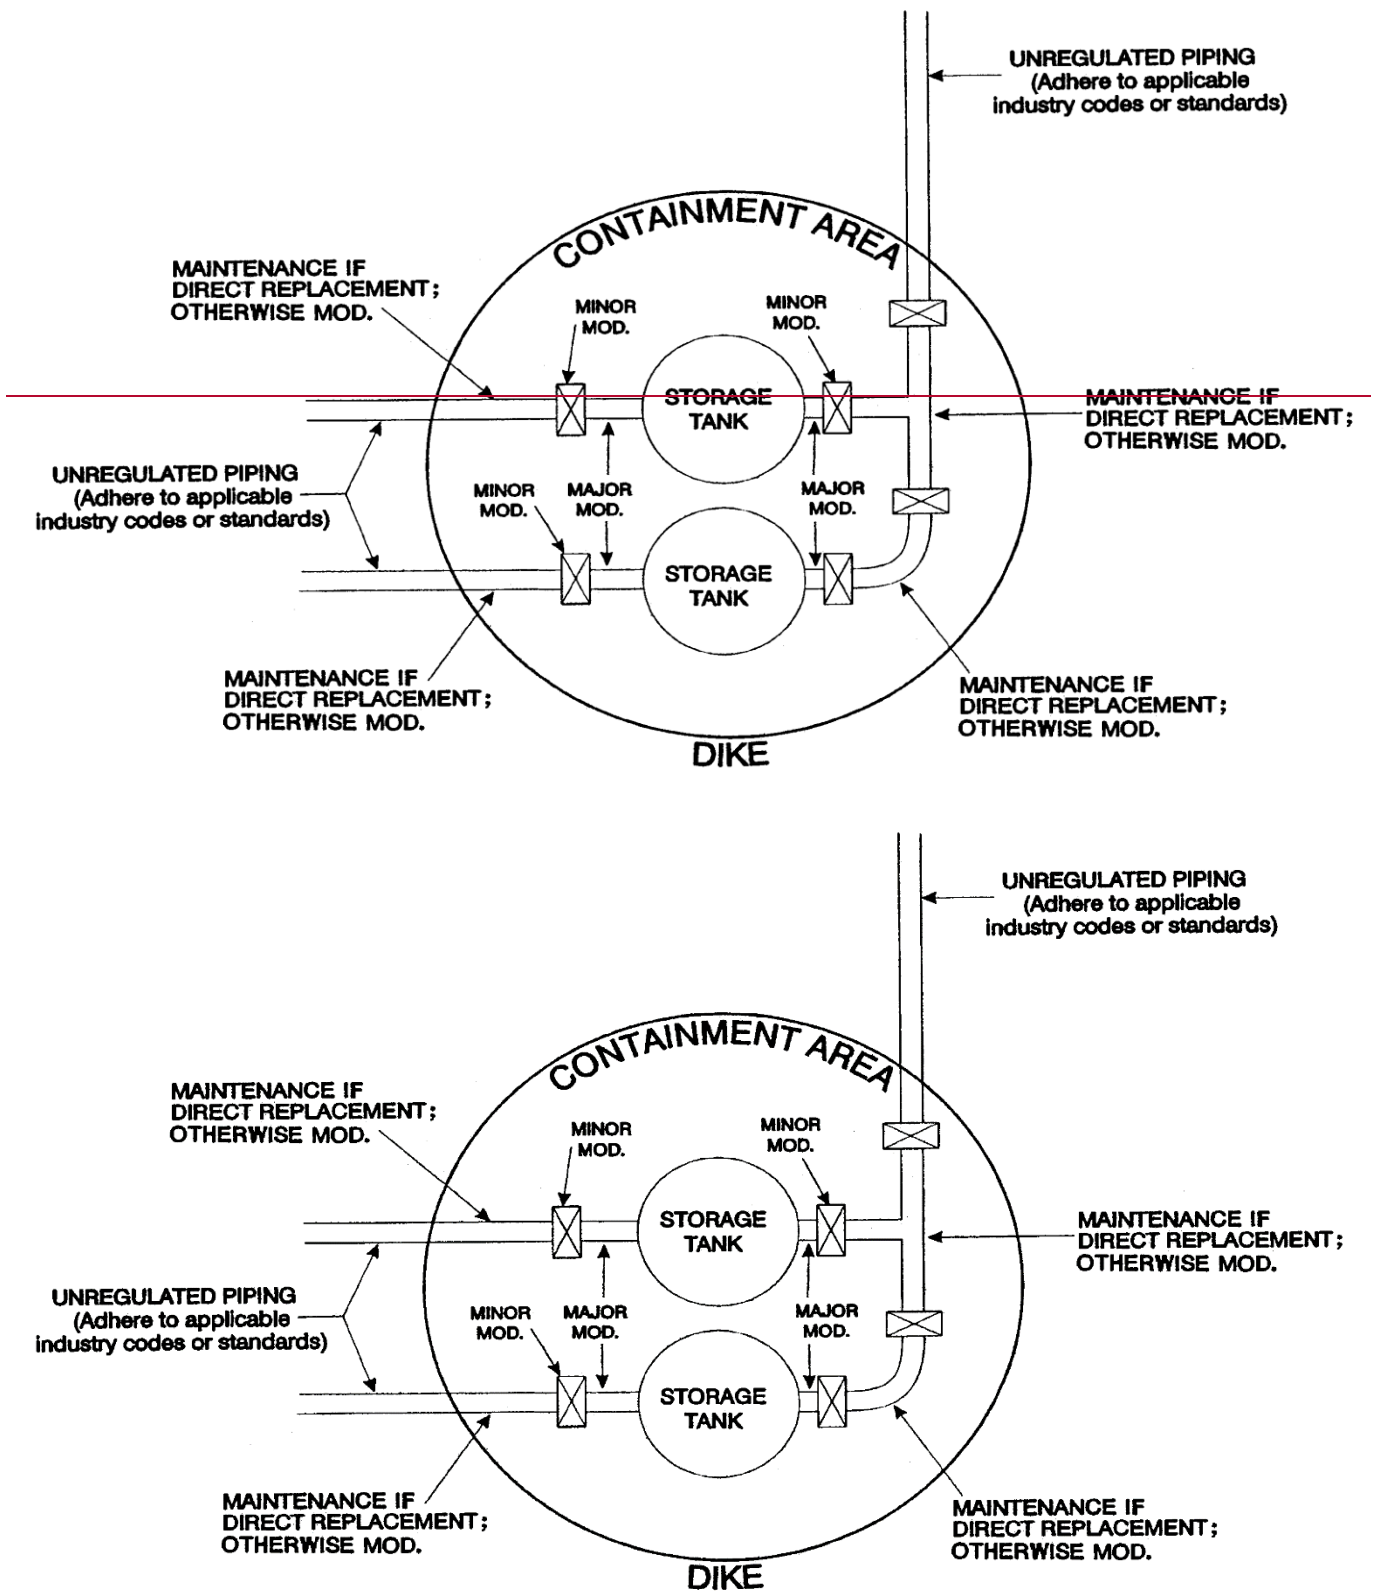 UNREGULATED PIPING
(Adhere to applicable
industry codes or standards)
CONTAINMENT AREA
MAINTENANCE IF
DIRECT REPLACEMENT;
OTHERWISE MOD.
MINOR
MOD.
MINOR
MOD.
STORAGE
TANK
MAINTENANCE IF
DIRECT REPLACEMENT;
OTHERWISE MOD.
UNREGULATED PIPING
(Adhere to applicable
industry codes or standards)
MINOR
MOD.
MAJOR
MOD.
MAJOR
MOD.
STORAGE
TANK
MAINTENANCE IF
DIRECT REPLACEMENT;
OTHERWISE MOD.
MAINTENANCE IF
DIRECT REPLACEMENT;
OTHERWISE MOD.
DIKE
UNREGULATED PIPING
(Adhere to applicable
industry codes or standards)
CONTAINMENT AREA
MAINTENANCE IF
DIRECT REPLACEMENT;
OTHERWISE MOD.
MINOR
MOD.
MINOR
MOD.
STORAGE
TANK
MAINTENANCE IF
DIRECT REPLACEMENT;
OTHERWISE MOD.
UNREGULATED PIPING
(Adhere to applicable
industry codes or standards)
MINOR
MOD.
MAJOR
MOD.
MAJOR
MOD.
STORAGE
TANK
MAINTENANCE IF
DIRECT REPLACEMENT;
OTHERWISE MOD.
MAINTENANCE IF
DIRECT REPLACEMENT;
OTHERWISE MOD.
DIKE